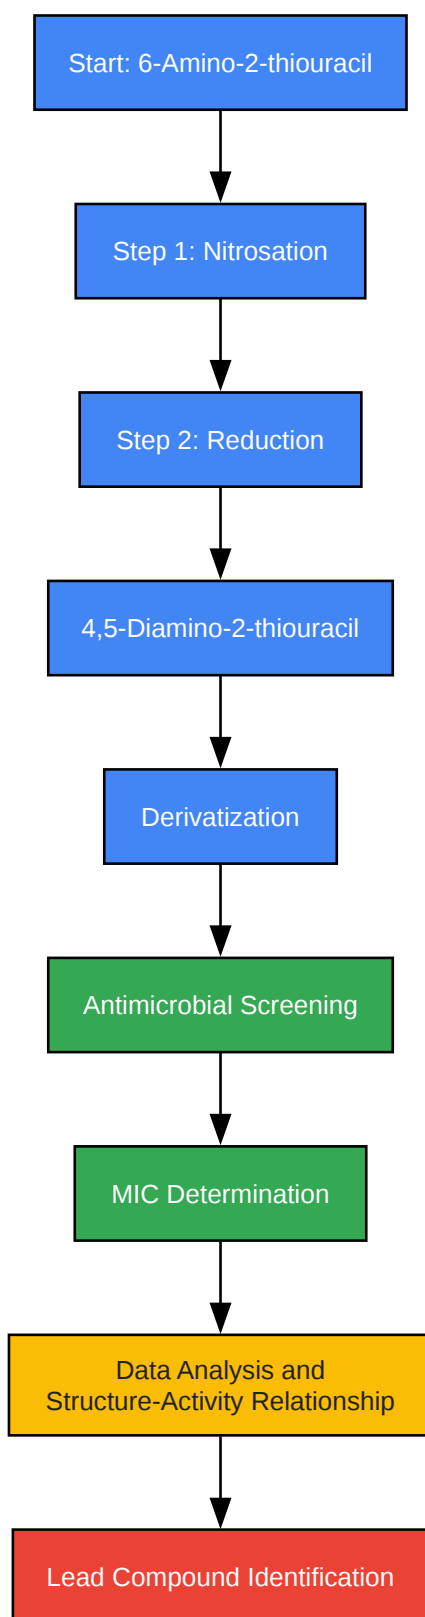 Start: 6-Amino-2-thiouracil
Step 1: Nitrosation
Step 2: Reduction
4,5-Diamino-2-thiouracil
Derivatization
Antimicrobial Screening
MIC Determination
Data Analysis and
Structure-Activity Relationship
Lead Compound Identification